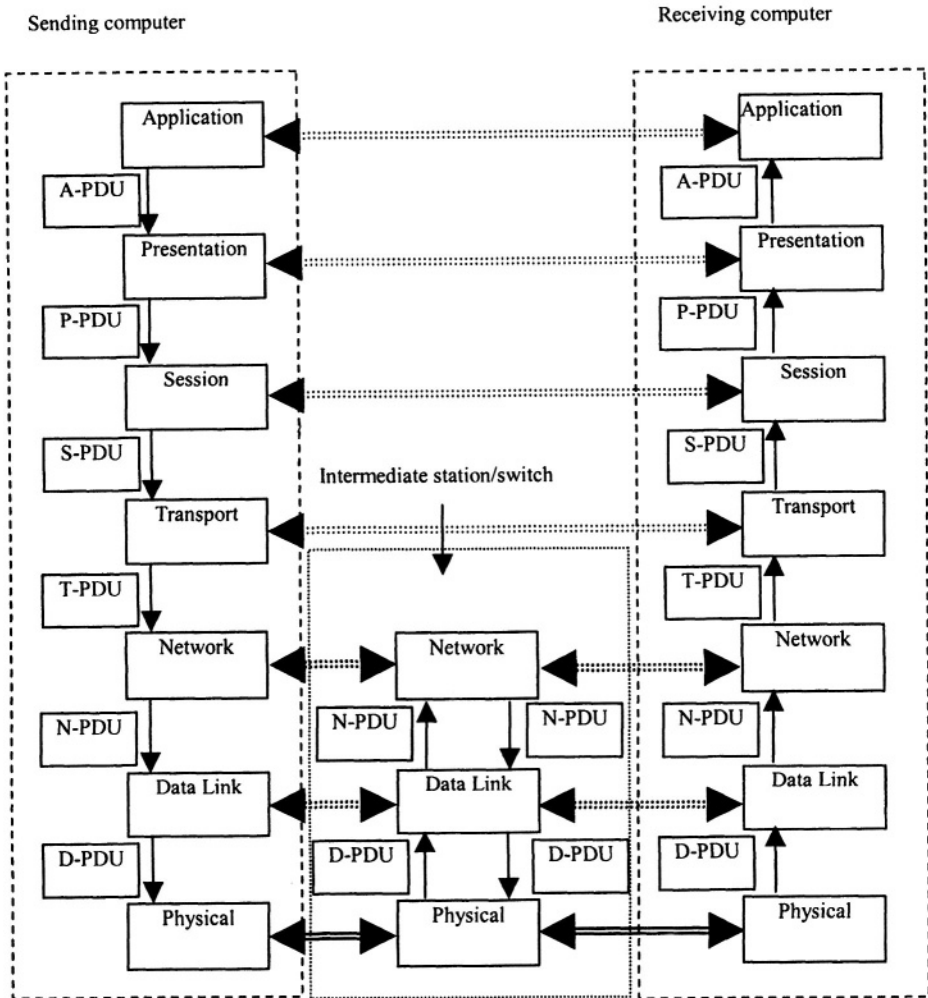 Sending computer
Receiving computer
Application
Application
A-PDU
A-PDU
Presentation
Presentation
P-PDU
P-PDU
Session
Session
S-PDU
S-PDU
Intermediate station/switch
Transport
Transport
T-PDU
T-PDU
Network
Network
Network
N-PDU
N-PDU
N-PDU
N-PDU
Data Link
Data Link
Data Link
D-PDU
D-PDU
D-PDU
D-PDU
Physical
Physical
Physical